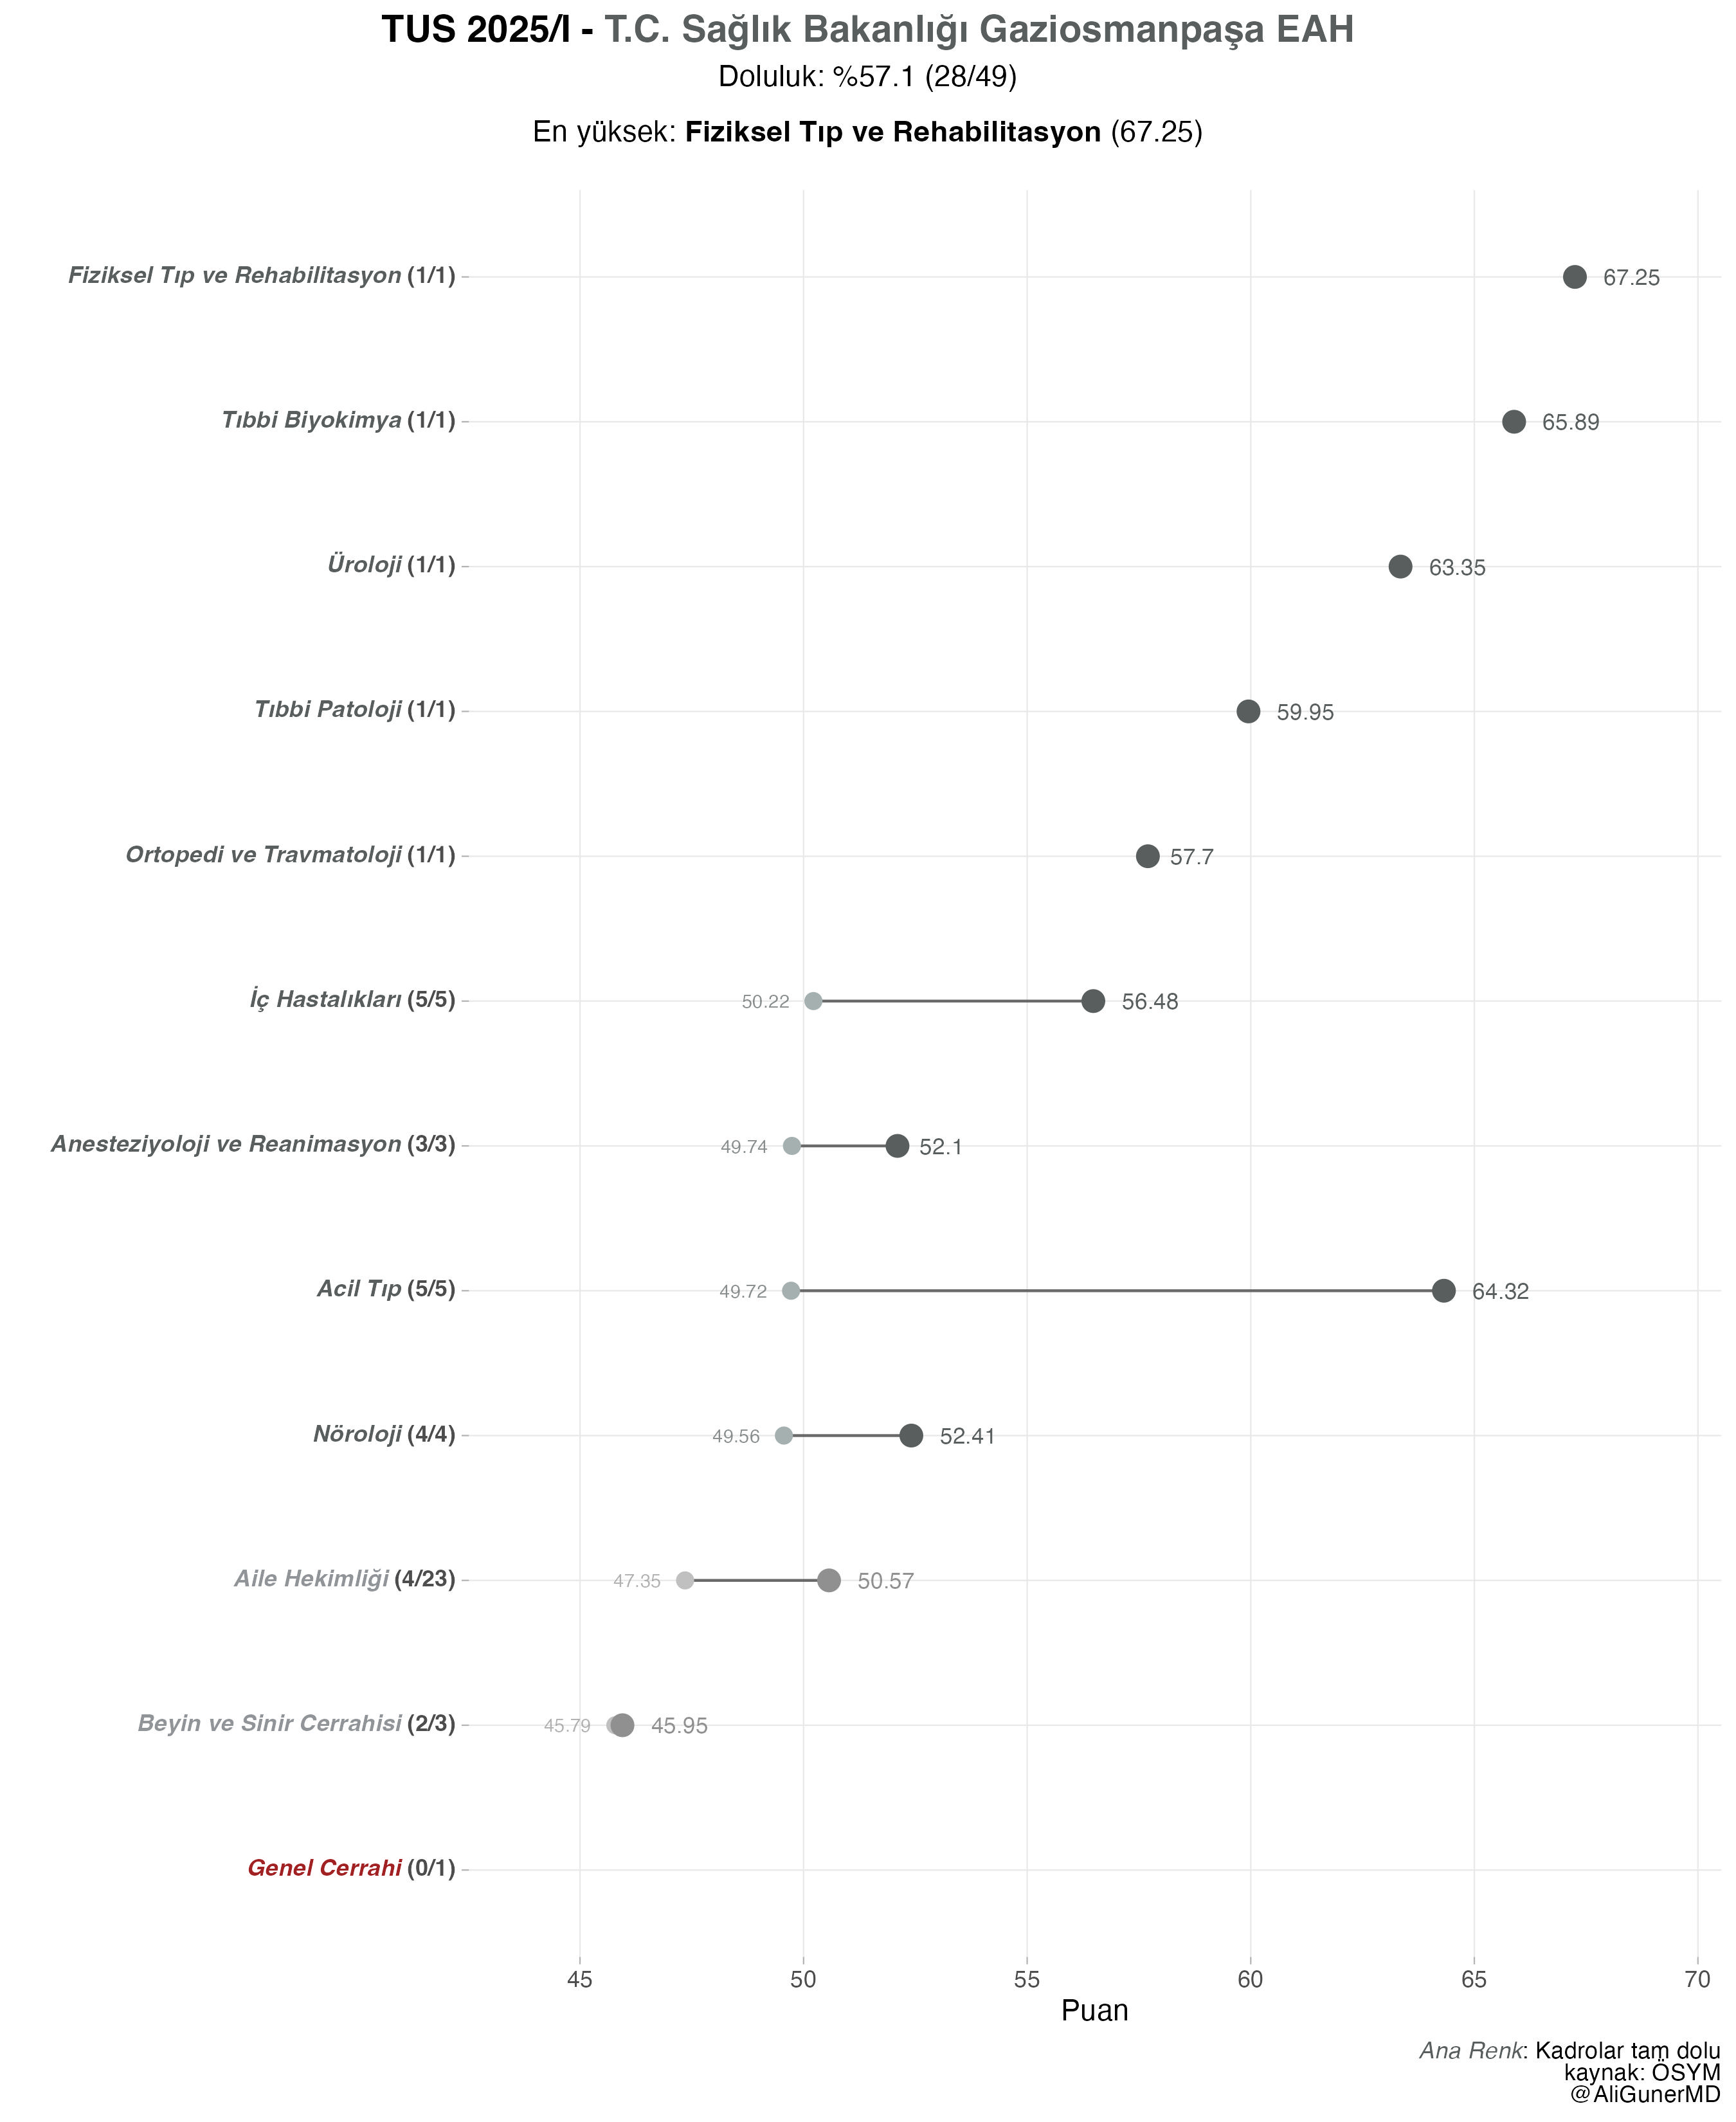 TUS 2025/I - T.C. Sağlık Bakanlığı Gaziosmanpaşa EAH
Doluluk: %57.1 (28/49)
En yüksek: Fiziksel Tıp ve Rehabilitasyon (67.25)
Fiziksel Tıp ve Rehabilitasyon (1/1) 67.25
Tıbbi Biyokimya (1/1) 65.89
Üroloji (1/1) 63.35
Tıbbi Patoloji (1/1) 59.95
Ortopedi ve Travmatoloji (1/1) 57.7
İç Hastalıkları (5/5) 50.22 56.48
Anesteziyoloji ve Reanimasyon (3/3) 49.74 52.1
Acil Tıp (5/5) 49.72 64.32
Nöroloji (4/4) 49.56 52.41
Aile Hekimliği (4/23) 47.35 50.57
Beyin ve Sinir Cerrahisi (2/3) 45.79 45.95
Genel Cerrahi (0/1)
45 50 55 60 65 70
Puan
Ana Renk: Kadrolar tam dolu
kaynak: ÖSYM
@AliGunerMD